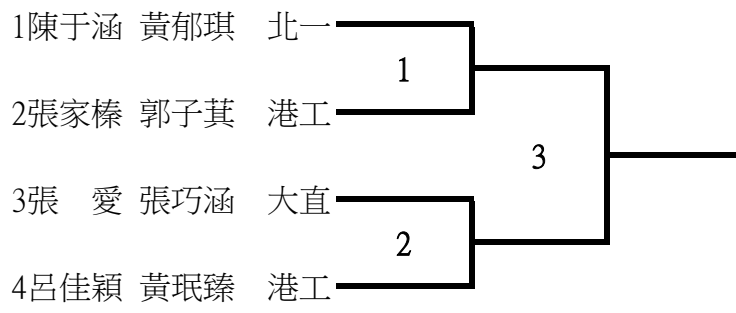 1陳于涵 黃郁琪 北一
1
2張家榛 郭子萁 港工
3
3張 愛 張巧涵 大直
2
4呂佳穎 黃珉臻 港工